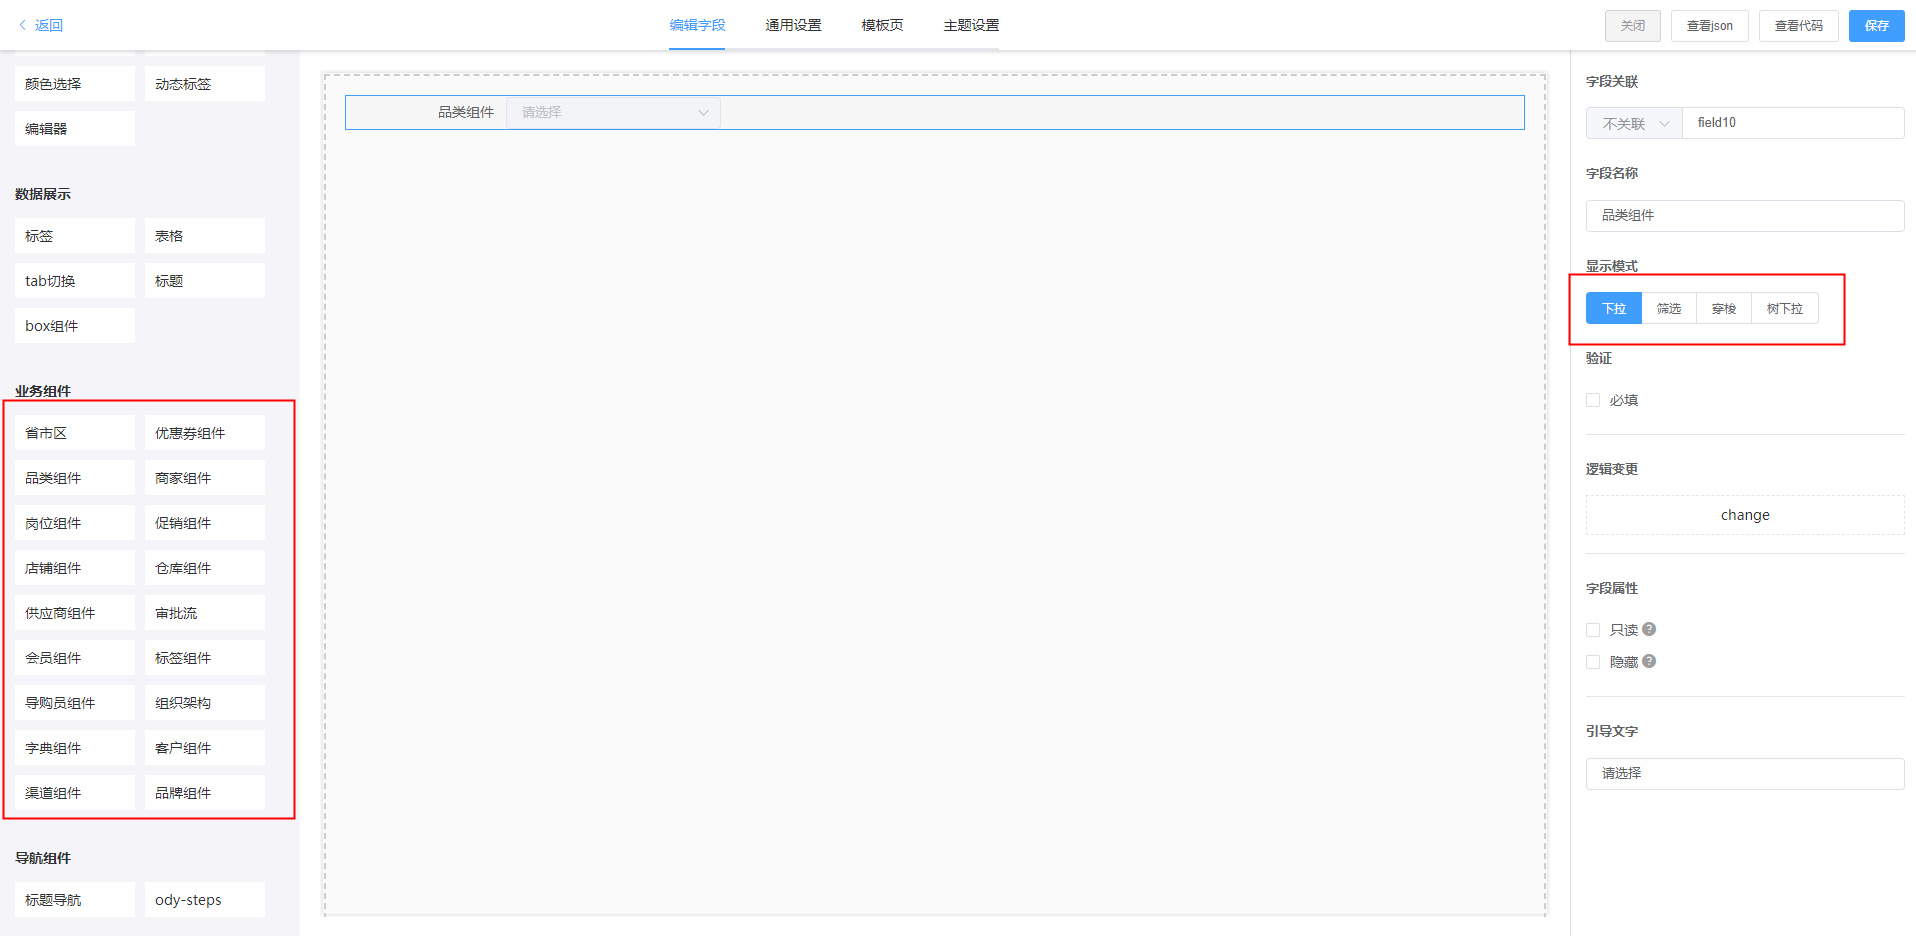 返回
编辑字段 通用设置 模板页 主题设置
关闭 查看json 查看代码 保存
颜色选择 动态标签
编辑器
数据展示
标签 表格
tab切换 标题
box组件
业务组件
省市区 优惠券组件
品类组件 商家组件
岗位组件 促销组件
店铺组件 仓库组件
供应商组件 审批流
会员组件 标签组件
导购员组件 组织架构
字典组件 客户组件
渠道组件 品牌组件
导航组件
标题导航 ody-steps
品类组件 请选择
字段关联
不关联 field10
字段名称
品类组件
显示模式
下拉 筛选 穿梭 树下拉
验证
必填
逻辑变更
change
字段属性
只读 ?
隐藏 ?
引导文字
请选择